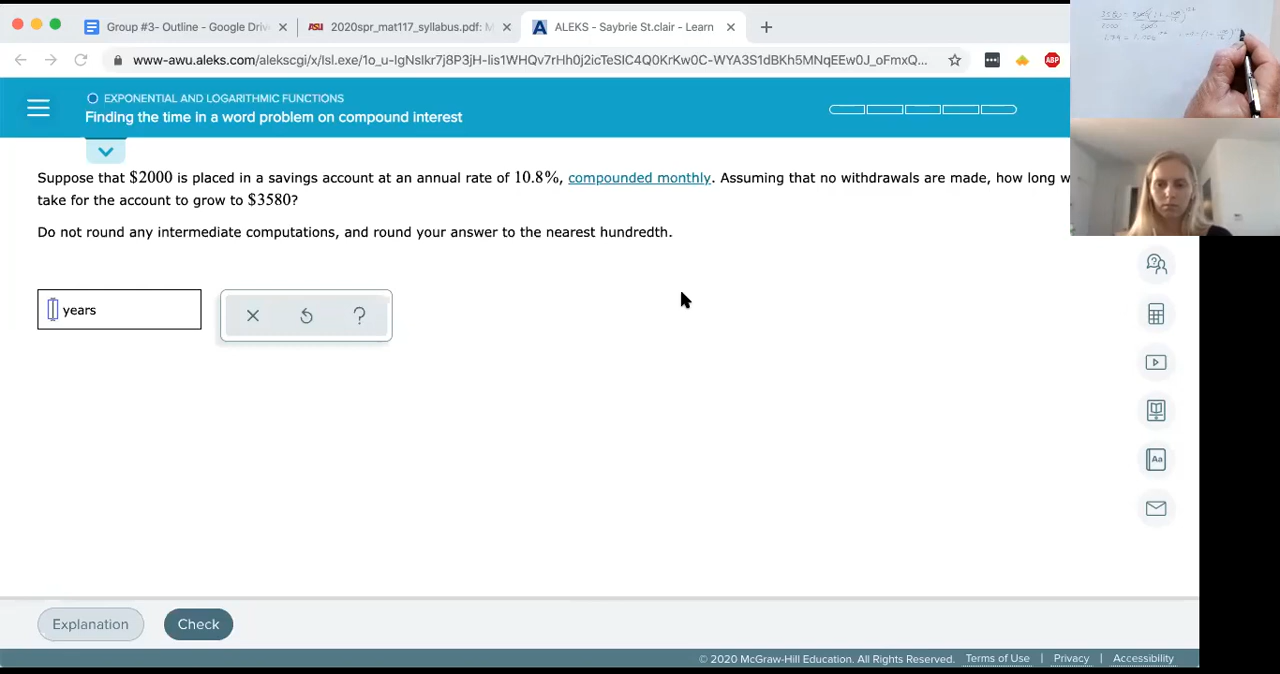 Group #3- Outline - Google Driv
2020spr_mat117_syllabus.pdf: M
ALEKS - Saybrie St.clair - Learn
www-awu.aleks.com/alekscgi/x/Isl.exe/1o_u-IgNsIkr7j8P3jH-lis1WHQv7rHh0j2icTeSIC4Q0KrKw0C-WYA3S1dBKh5MNqEEw0J_oFmxQ...
ABP
EXPONENTIAL AND LOGARITHMIC FUNCTIONS
Finding the time in a word problem on compound interest
Suppose that $2000 is placed in a savings account at an annual rate of 10.8%, compounded monthly. Assuming that no withdrawals are made, how long w
take for the account to grow to $3580?
Do not round any intermediate computations, and round your answer to the nearest hundredth.
years
?
Aa
Explanation
Check
© 2020 McGraw-Hill Education. All Rights Reserved. Terms of Use | Privacy | Accessibility